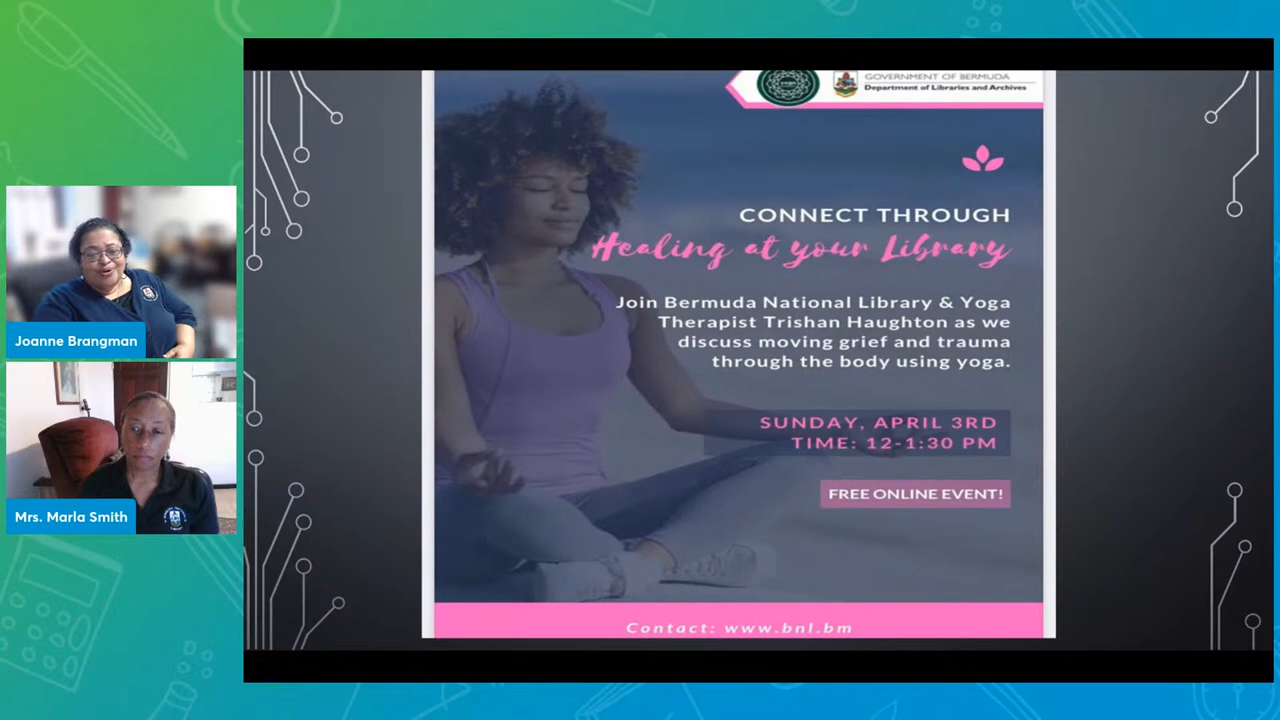 GOVERNMENT OF BERMUDA
Department of Libraries and Archives
CONNECT THROUGH
Healing at your Library
Join Bermuda National Library & Yoga
Therapist Trishan Haughton as we
discuss moving grief and trauma
through the body using yoga.
SUNDAY, APRIL 3RD
TIME: 12-1:30 PM
FREE ONLINE EVENT!
Contact: www.bnl.bm
Joanne Brangman
Mrs. Marla Smith